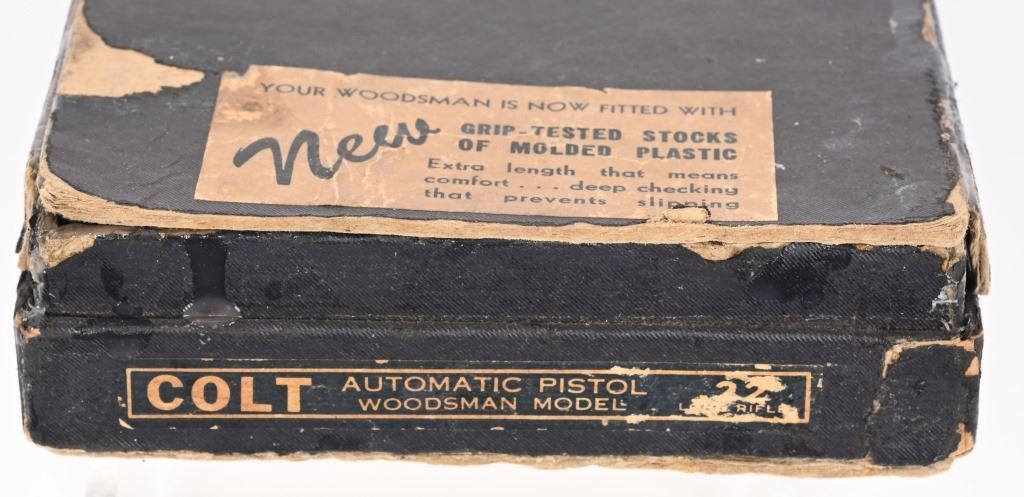 YOUR WOODSMAN IS NOW FITTED WITH
New GRIP-TESTED STOCKS
OF MOLDED PLASTIC
Extra length that means
comfort . . . deep checking
that prevents slipping
COLT AUTOMATIC PISTOL 22
WOODSMAN MODEL RIFLE